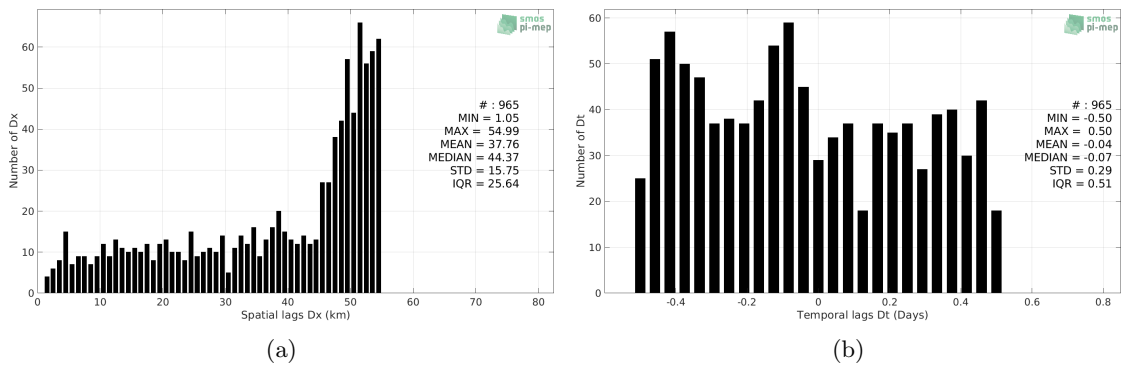 smos
pi-mep
# : 965
MIN = 1.05
MAX = 54.99
MEAN = 37.76
MEDIAN = 44.37
STD = 15.75
IQR = 25.64
Number of Dx
60
50
40
30
20
10
0
0 10 20 30 40 50 60 70 80
Spatial lags Dx (km)
(a)
smos
pi-mep
# : 965
MIN = -0.50
MAX = 0.50
MEAN = -0.04
MEDIAN = -0.07
STD = 0.29
IQR = 0.51
Number of Dt
60
50
40
30
20
10
0
-0.4 -0.2 0 0.2 0.4 0.6 0.8
Temporal lags Dt (Days)
(b)